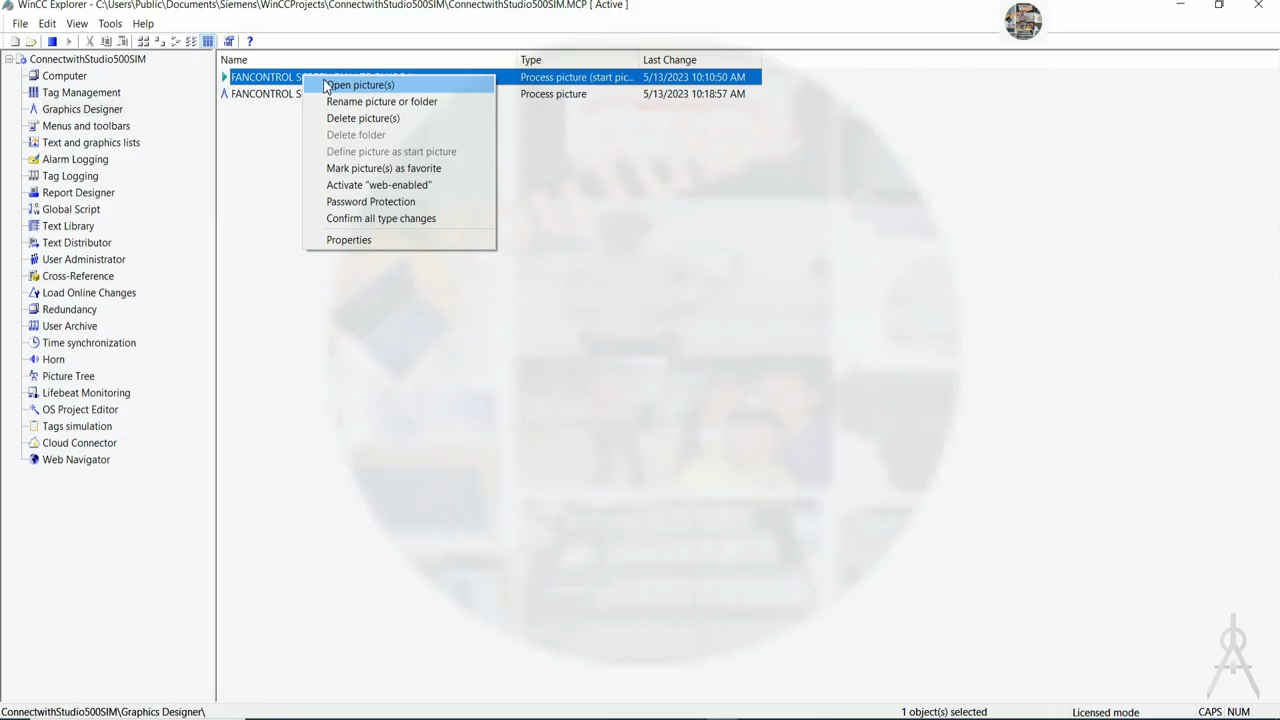 WinCC Explorer - C:\Users\Public\Documents\Siemens\WinCCProjects\ConnectwithStudio500SIM\ConnectwithStudio500SIM.MCP [ Active ]
File Edit View Tools Help
ConnectwithStudio500SIM
Computer
Tag Management
Graphics Designer
Menus and toolbars
Text and graphics lists
Alarm Logging
Tag Logging
Report Designer
Global Script
Text Library
Text Distributor
User Administrator
Cross-Reference
Load Online Changes
Redundancy
User Archive
Time synchronization
Horn
Picture Tree
Lifebeat Monitoring
OS Project Editor
Tags simulation
Cloud Connector
Web Navigator
Name Type Last Change
FANCONTROL Process picture (start pic... 5/13/2023 10:10:50 AM
FANCONTROL S Process picture 5/13/2023 10:18:57 AM
Open picture(s)
Rename picture or folder
Delete picture(s)
Delete folder
Define picture as start picture
Mark picture(s) as favorite
Activate "web-enabled"
Password Protection
Confirm all type changes
Properties
ConnectwithStudio500SIM\Graphics Designer\ 1 object(s) selected Licensed mode CAPS NUM